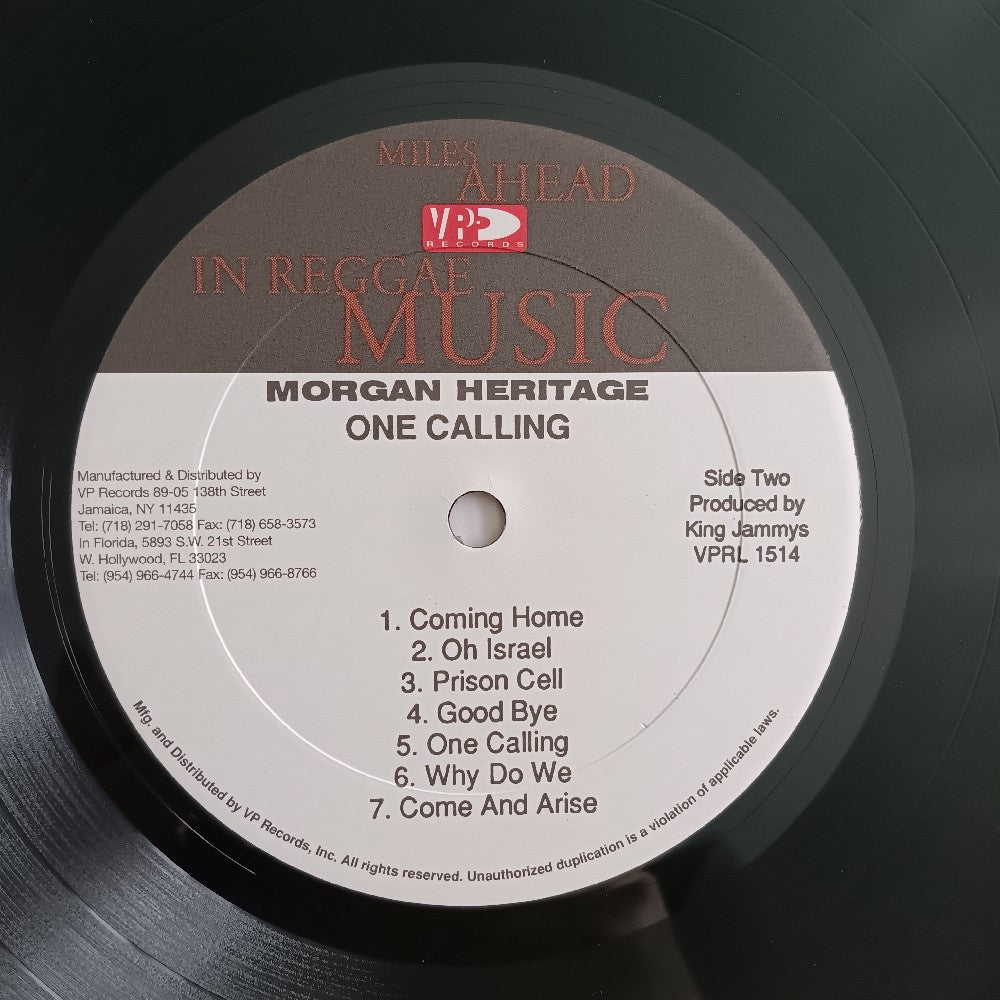 MILES
AHEAD
VP
RECORDS
IN REGGAE
MUSIC
MORGAN HERITAGE
ONE CALLING
Manufactured & Distributed by
VP Records 89-05 138th Street
Jamaica, NY 11435
Tel: (718) 291-7058 Fax: (718) 658-3573
In Florida, 5893 S.W. 21st Street
W. Hollywood, FL 33023
Tel: (954) 966-4744 Fax: (954) 966-8766
Side Two
Produced by
King Jammys
VPRL 1514
1. Coming Home
2. Oh Israel
3. Prison Cell
4. Good Bye
5. One Calling
6. Why Do We
7. Come And Arise
Mfg. and Distributed by VP Records, Inc. All rights reserved. Unauthorized duplication is a violation of applicable laws.